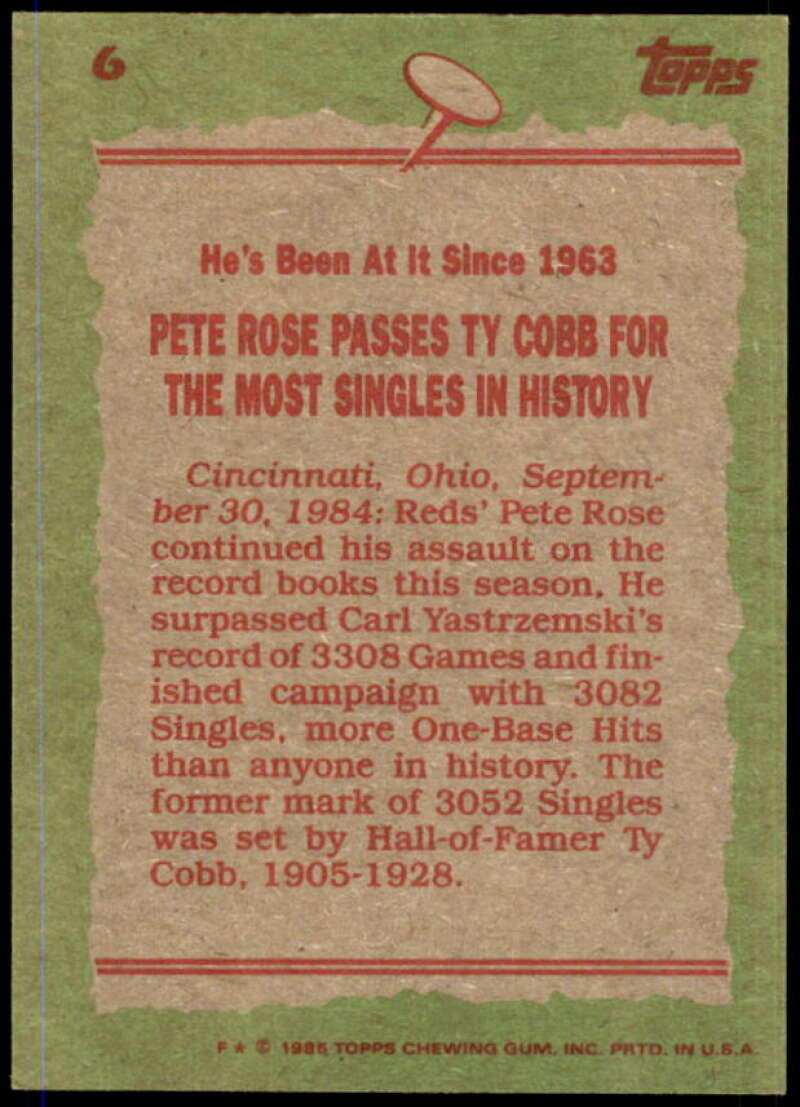 6
Topps
He's Been At It Since 1963
PETE ROSE PASSES TY COBB FOR
THE MOST SINGLES IN HISTORY
Cincinnati, Ohio, Septem-
ber 30, 1984: Reds' Pete Rose
continued his assault on the
record books this season. He
surpassed Carl Yastrzemski's
record of 3308 Games and fin-
ished campaign with 3082
Singles, more One-Base Hits
than anyone in history. The
former mark of 3052 Singles
was set by Hall-of-Famer Ty
Cobb, 1905-1928.
F★ © 1985 TOPPS CHEWING GUM, INC. PRTD. IN U.S.A.